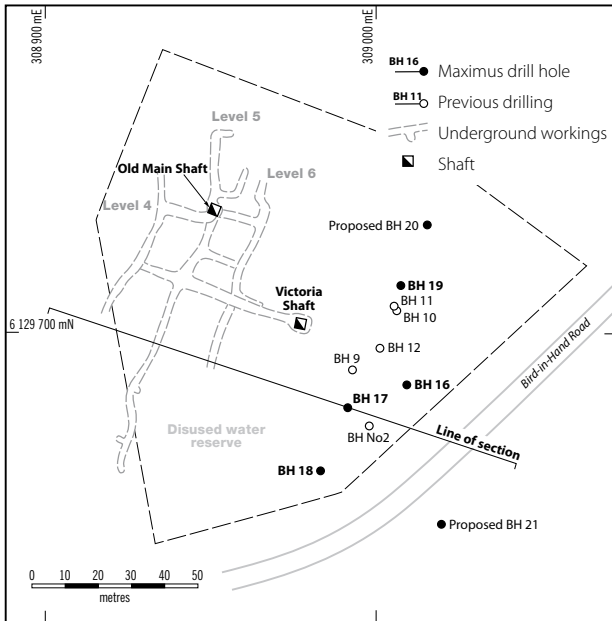 308 900 mE
309 000 mE
BH 16
Maximus drill hole
BH 11
Previous drilling
Underground workings
Shaft
Level 5
Old Main Shaft
Level 6
Level 4
Proposed BH 20
BH 19
BH 11
BH 10
Victoria
Shaft
6 129 700 mN
BH 12
BH 9
BH 16
BH 17
Bird-in-Hand Road
Disused water
reserve
BH No2
Line of section
BH 18
Proposed BH 21
0 10 20 30 40 50
metres